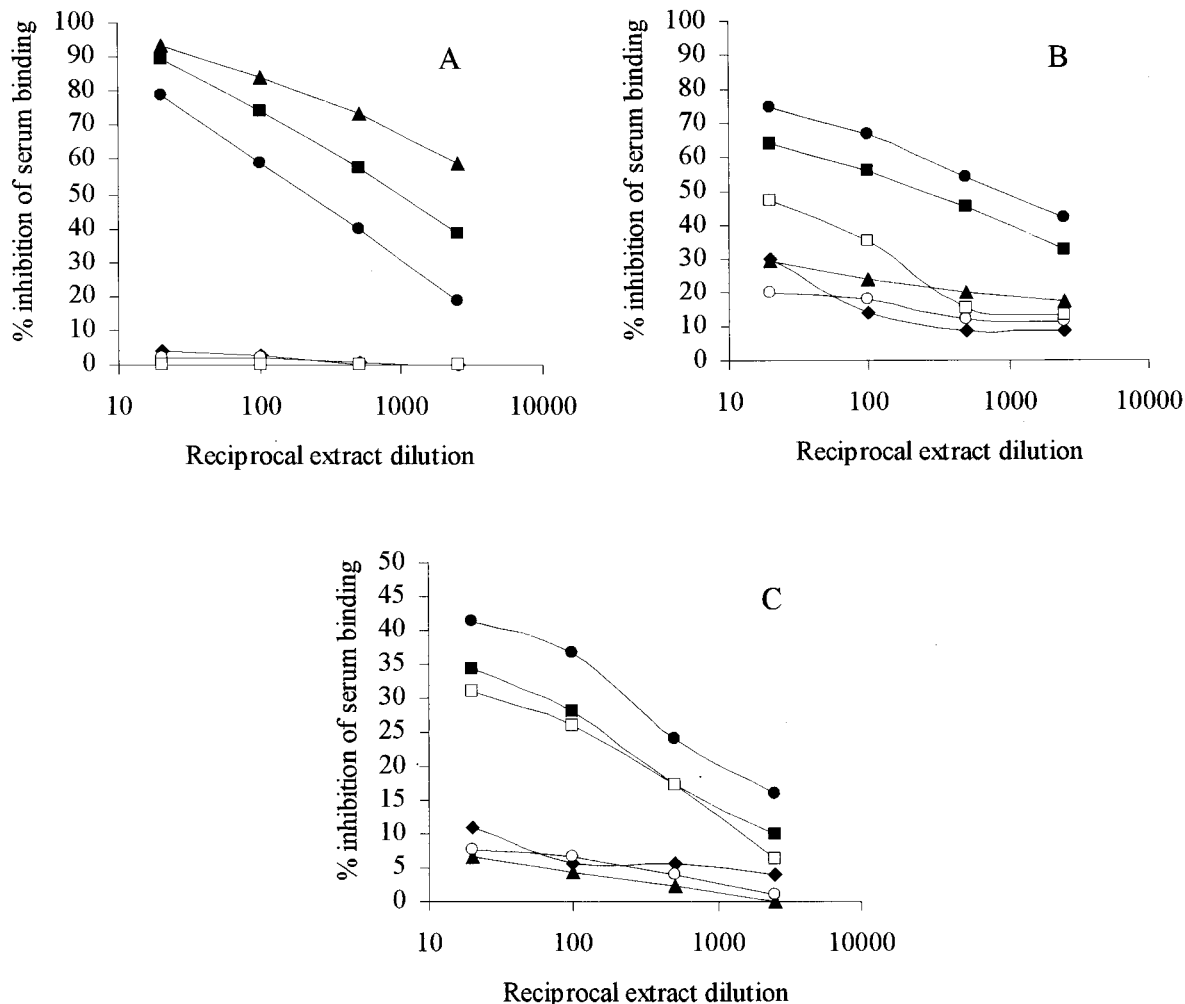 A
% inhibition of serum binding
100
90
80
70
60
50
40
30
20
10
0
10 100 1000 10000
Reciprocal extract dilution
B
% inhibition of serum binding
100
90
80
70
60
50
40
30
20
10
0
10 100 1000 10000
Reciprocal extract dilution
C
% inhibition of serum binding
50
45
40
35
30
25
20
15
10
5
0
10 100 1000 10000
Reciprocal extract dilution